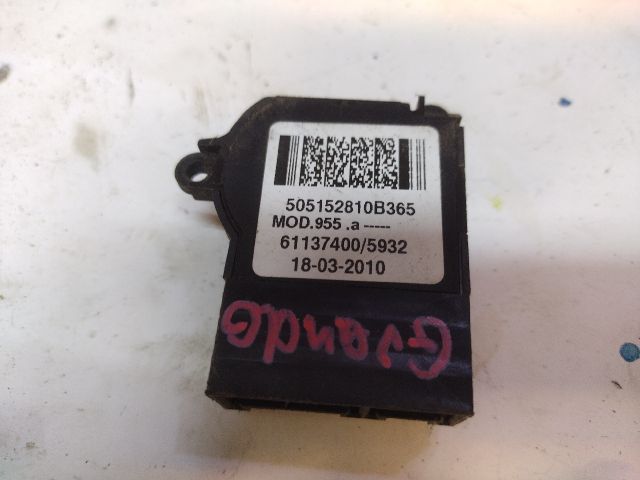 505152810B365
MOD.955 .a -----
61137400/5932
18-03-2010
Grande